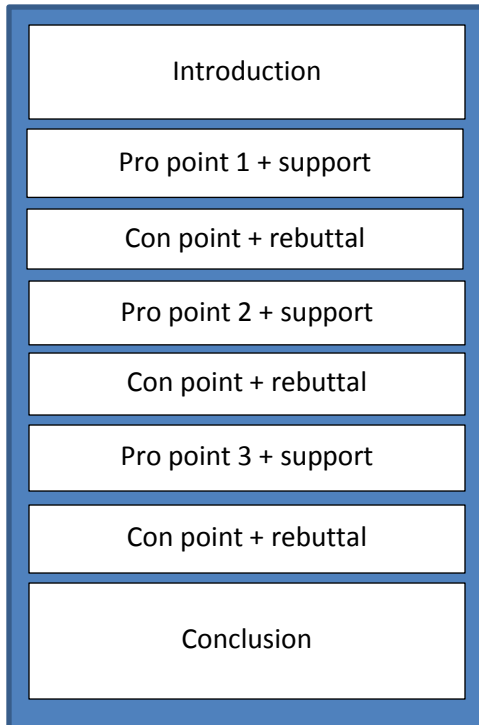 Introduction
Pro point 1 + support
Con point + rebuttal
Pro point 2 + support
Con point + rebuttal
Pro point 3 + support
Con point + rebuttal
Conclusion